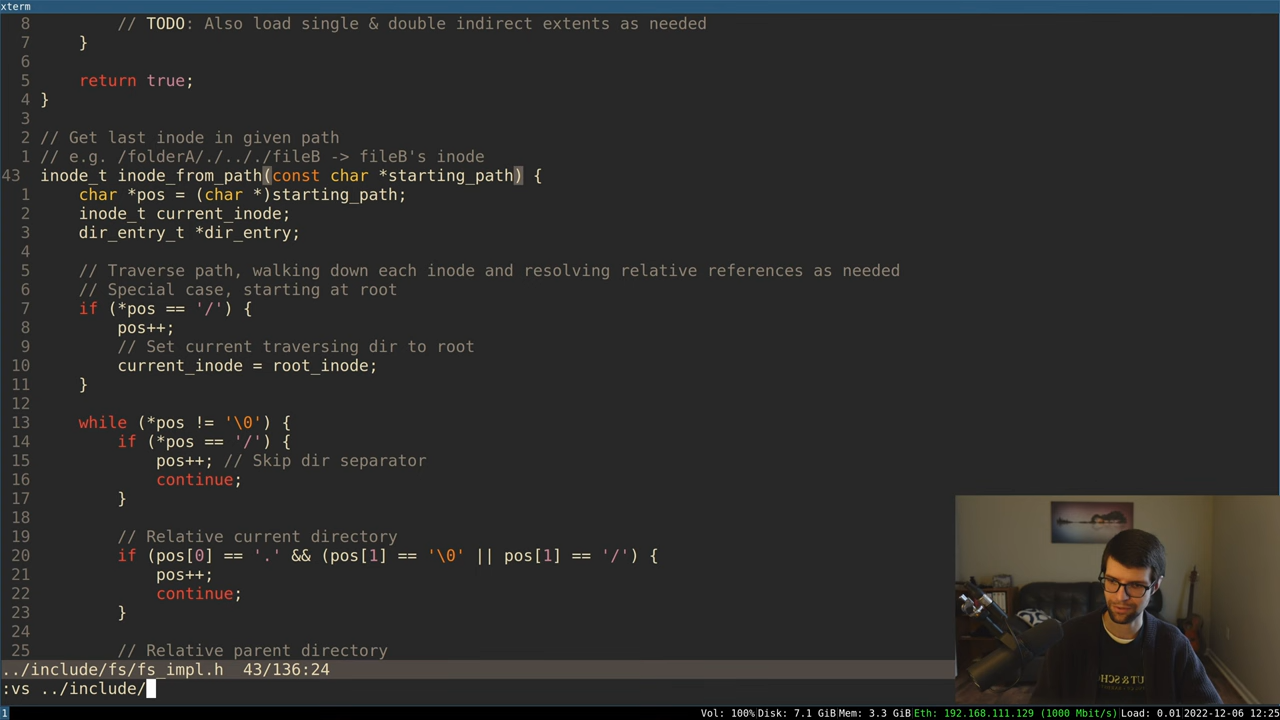 xterm
8 // TODO: Also load single & double indirect extents as needed
7 }
6
5 return true;
4 }
3
2 // Get last inode in given path
1 // e.g. /folderA/./.././fileB -> fileB's inode
43 inode_t inode_from_path(const char *starting_path) {
1 char *pos = (char *)starting_path;
2 inode_t current_inode;
3 dir_entry_t *dir_entry;
4
5 // Traverse path, walking down each inode and resolving relative references as needed
6 // Special case, starting at root
7 if (*pos == '/') {
8 pos++;
9 // Set current traversing dir to root
10 current_inode = root_inode;
11 }
12
13 while (*pos != '\0') {
14 if (*pos == '/') {
15 pos++; // Skip dir separator
16 continue;
17 }
18
19 // Relative current directory
20 if (pos[0] == '.' && (pos[1] == '\0' || pos[1] == '/') {
21 pos++;
22 continue;
23 }
24
25 // Relative parent directory
../include/fs/fs_impl.h 43/136:24
:vs ../include/
1 Vol: 100% Disk: 7.1 GiB Mem: 3.3 GiB Eth: 192.168.111.129 (1000 Mbit/s) Load: 0.01 2022-12-06 12:25